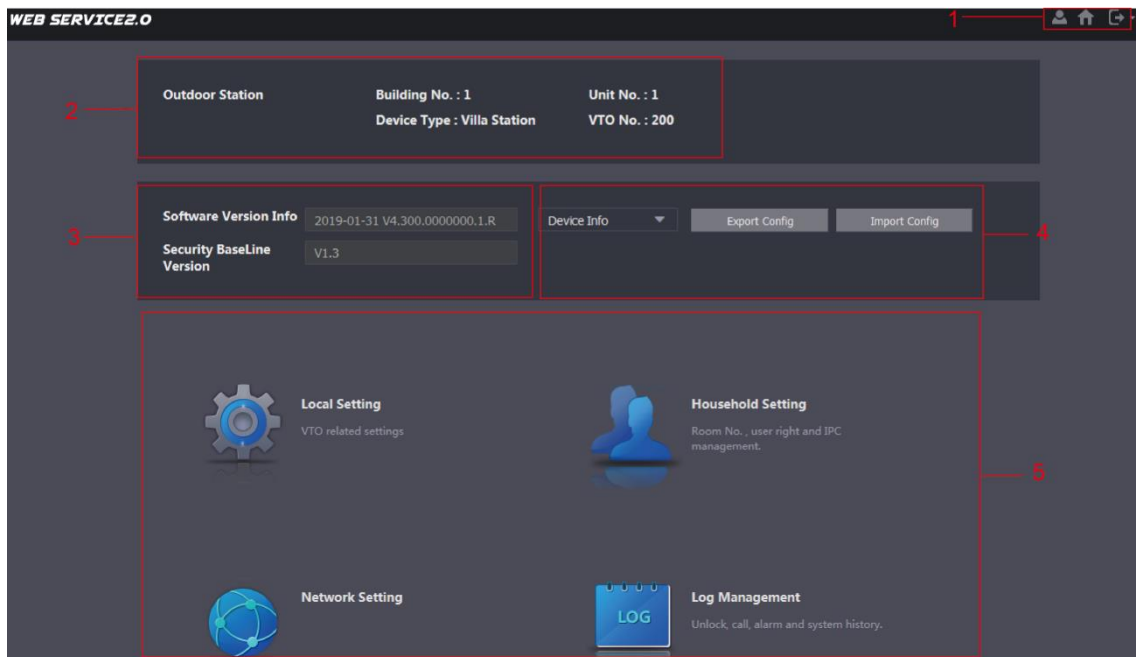 WEB SERVICE2.0
1
2
Outdoor Station
Building No. : 1
Unit No. : 1
Device Type : Villa Station
VTO No. : 200
3
Software Version Info
2019-01-31 V4.300.0000000.1.R
Security BaseLine
Version
V1.3
Device Info
Export Config
Import Config
4
Local Setting
VTO related settings
Household Setting
Room No. , user right and IPC
management.
5
Network Setting
LOG
Log Management
Unlock, call, alarm and system history.